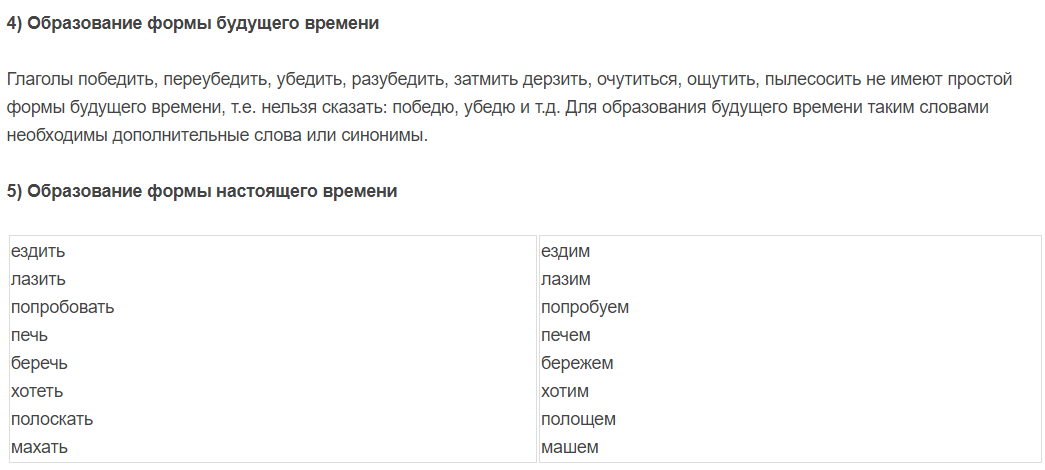 4) Образование формы будущего времени
Глаголы победить, переубедить, убедить, разубедить, затмить дерзить, очутиться, ощутить, пылесосить не имеют простой
формы будущего времени, т.е. нельзя сказать: победю, убедю и т.д. Для образования будущего времени таким словами
необходимы дополнительные слова или синонимы.
5) Образование формы настоящего времени
ездить ездим
лазить лазим
попробовать попробуем
печь печем
беречь бережем
хотеть хотим
полоскать полощем
махать машем